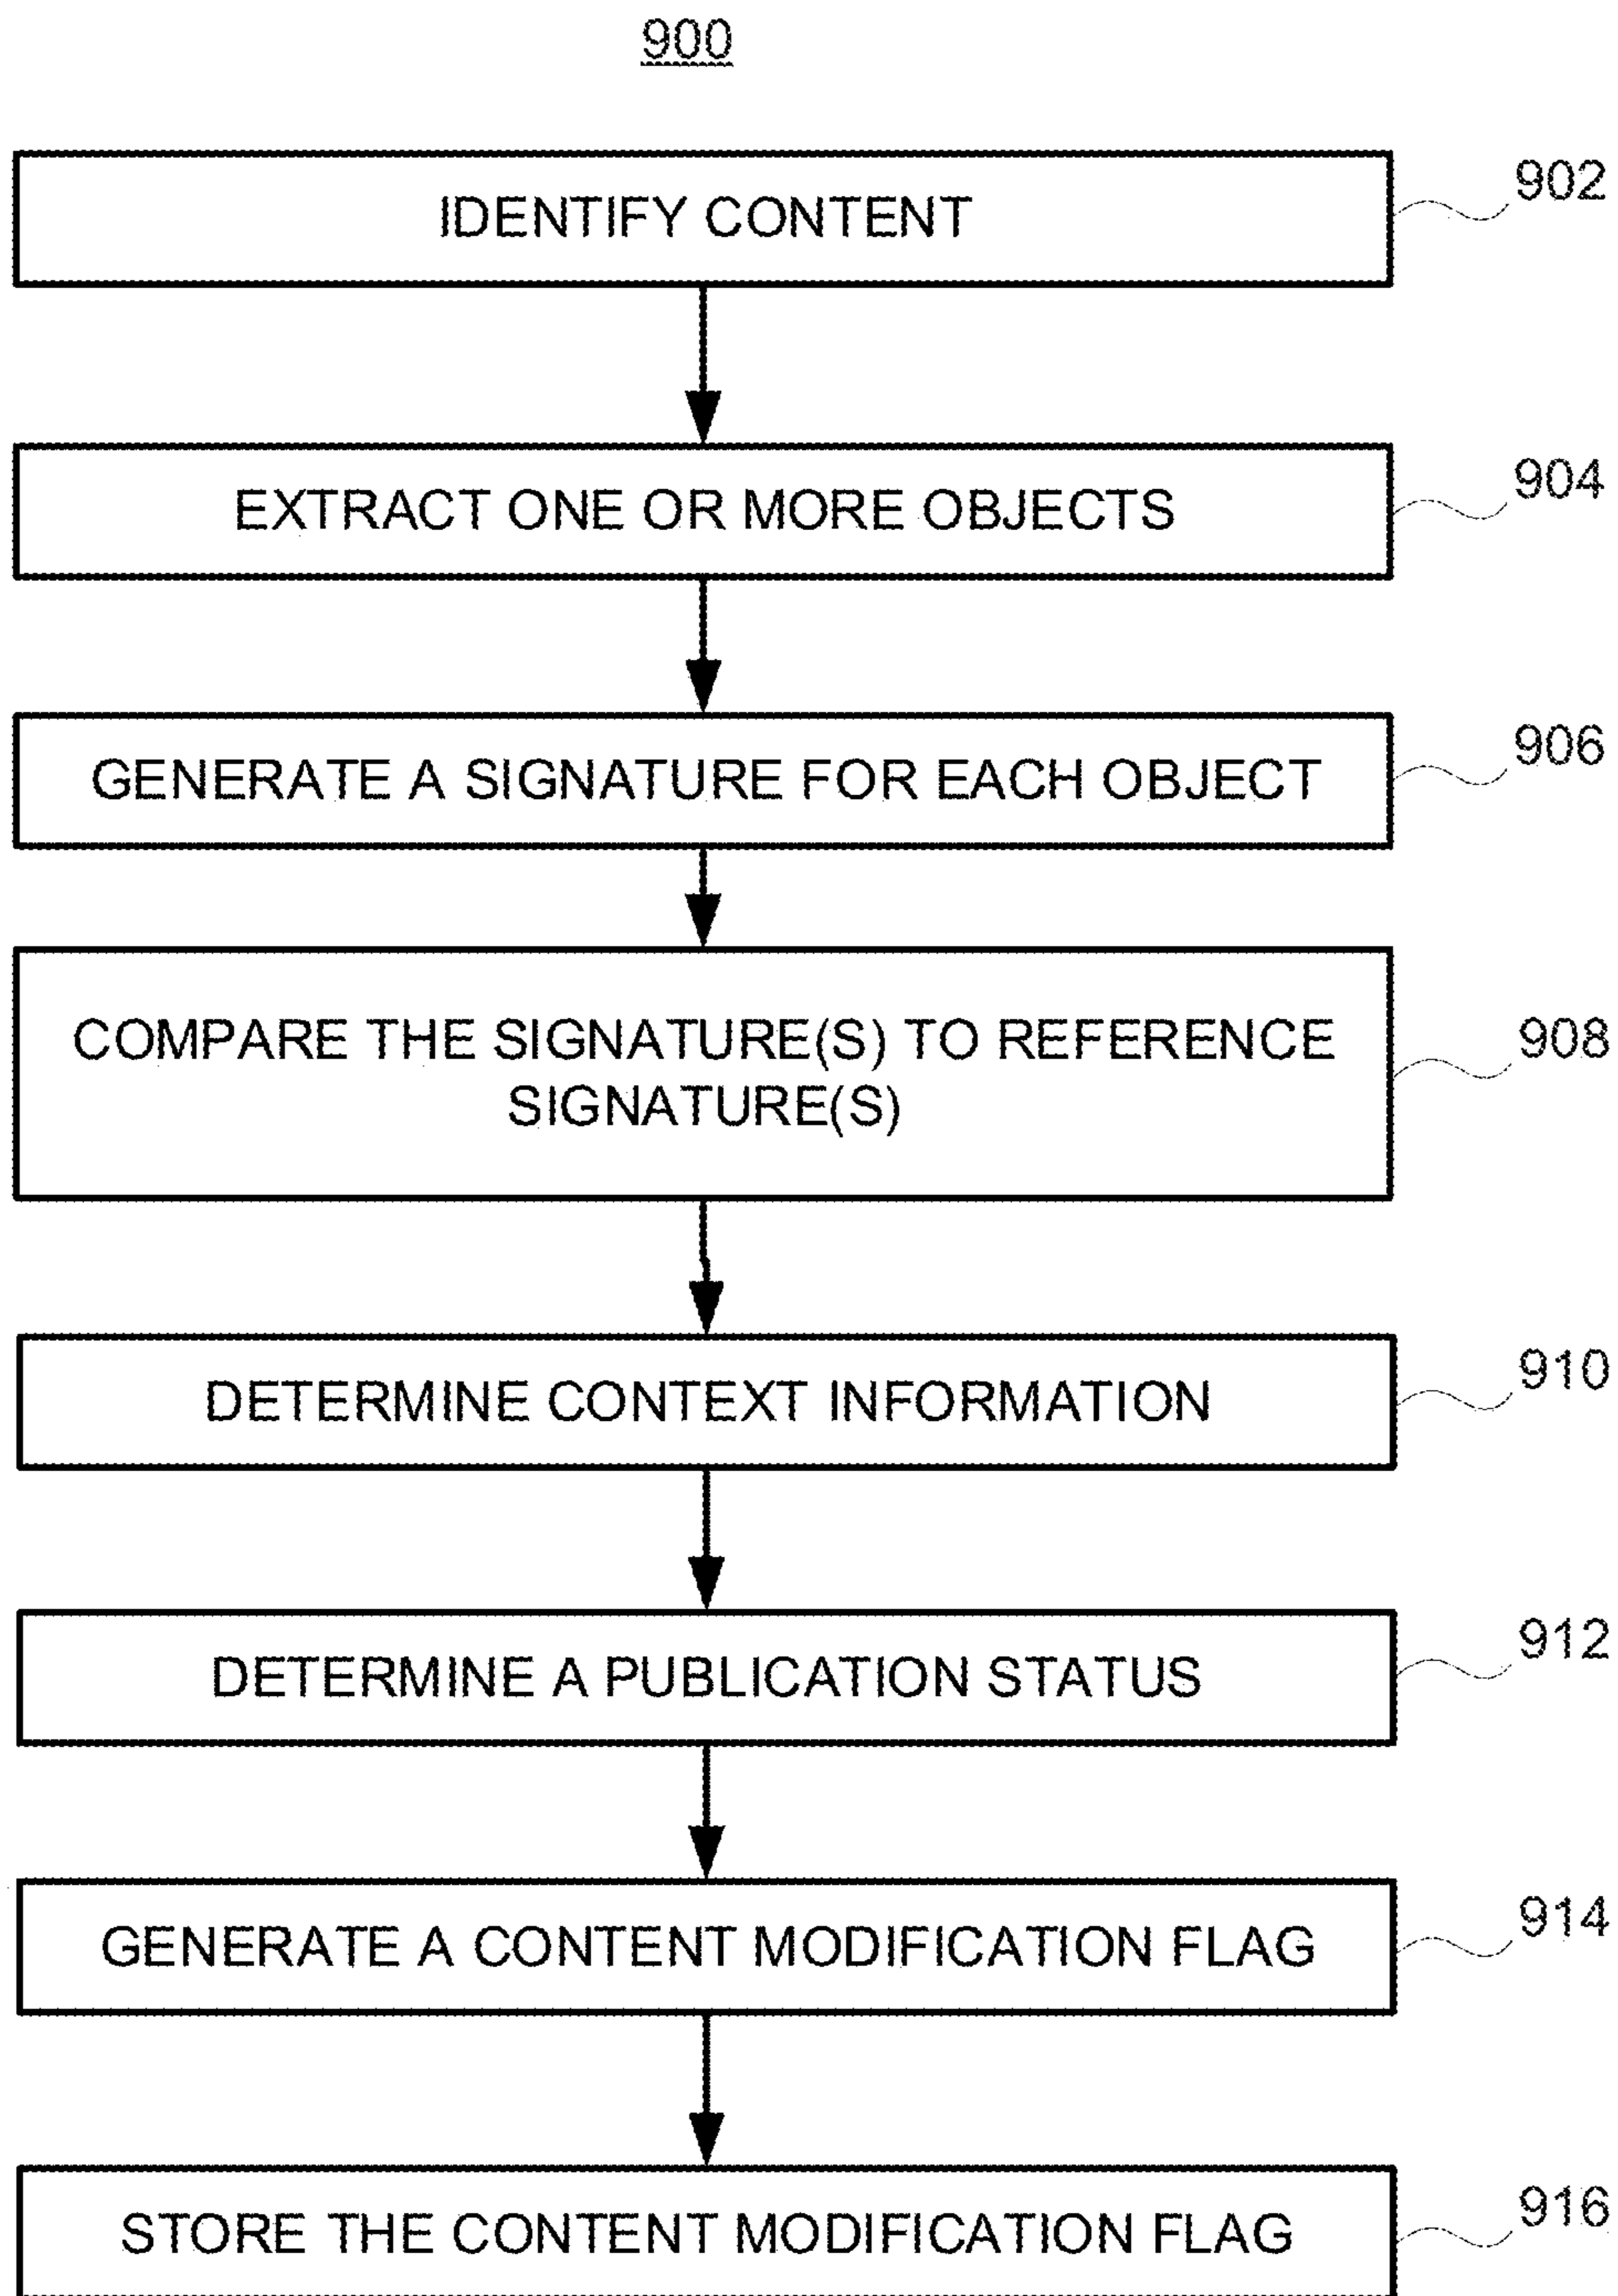 900
IDENTIFY CONTENT
902
EXTRACT ONE OR MORE OBJECTS
904
GENERATE A SIGNATURE FOR EACH OBJECT
906
COMPARE THE SIGNATURE(S) TO REFERENCE
SIGNATURE(S)
908
DETERMINE CONTEXT INFORMATION
910
DETERMINE A PUBLICATION STATUS
912
GENERATE A CONTENT MODIFICATION FLAG
914
STORE THE CONTENT MODIFICATION FLAG
916